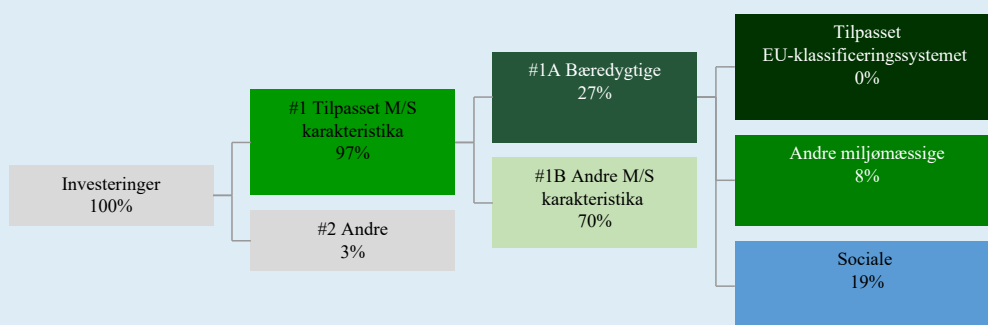 Investeringer
100%
#1 Tilpasset M/S
karakteristika
97%
#2 Andre
3%
#1A Bæredygtige
27%
#1B Andre M/S
karakteristika
70%
Tilpasset
EU-klassificeringssystemet
0%
Andre miljømæssige
8%
Sociale
19%